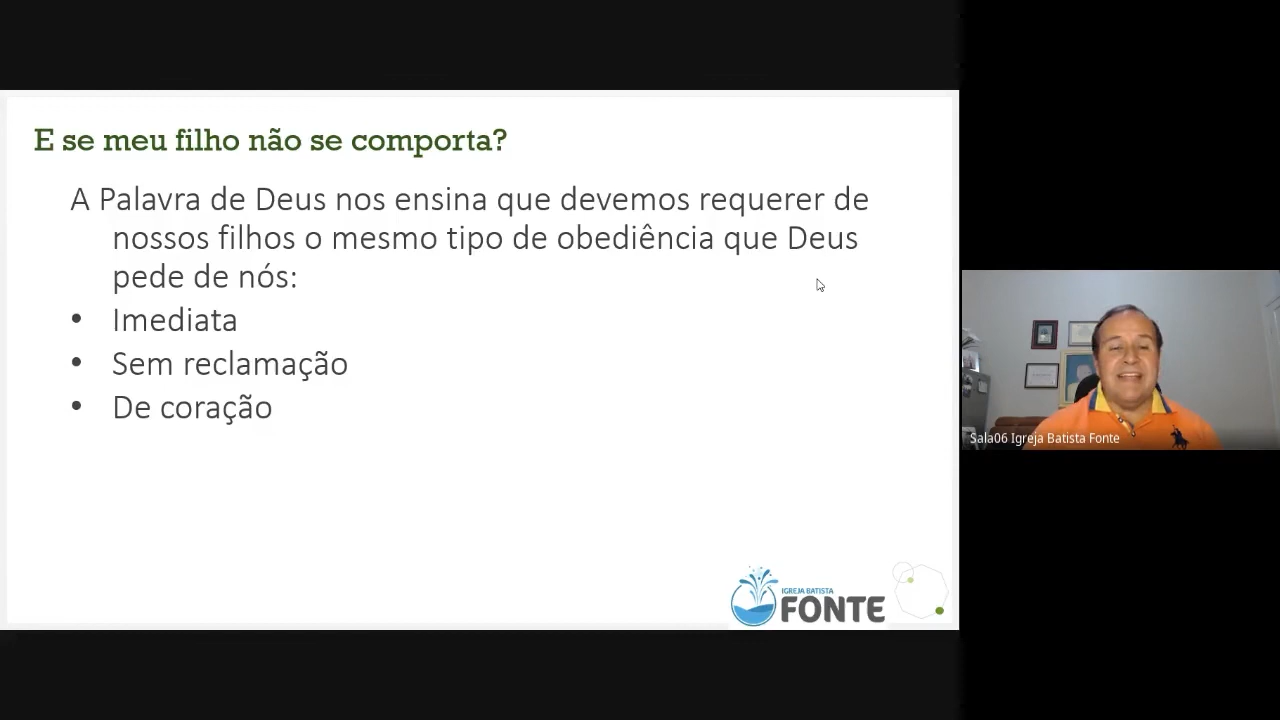 E se meu filho não se comporta?
A Palavra de Deus nos ensina que devemos requerer de
nossos filhos o mesmo tipo de obediência que Deus
pede de nós:
• Imediata
• Sem reclamação
• De coração
Sala06 Igreja Batista Fonte
IGREJA BATISTA
FONTE